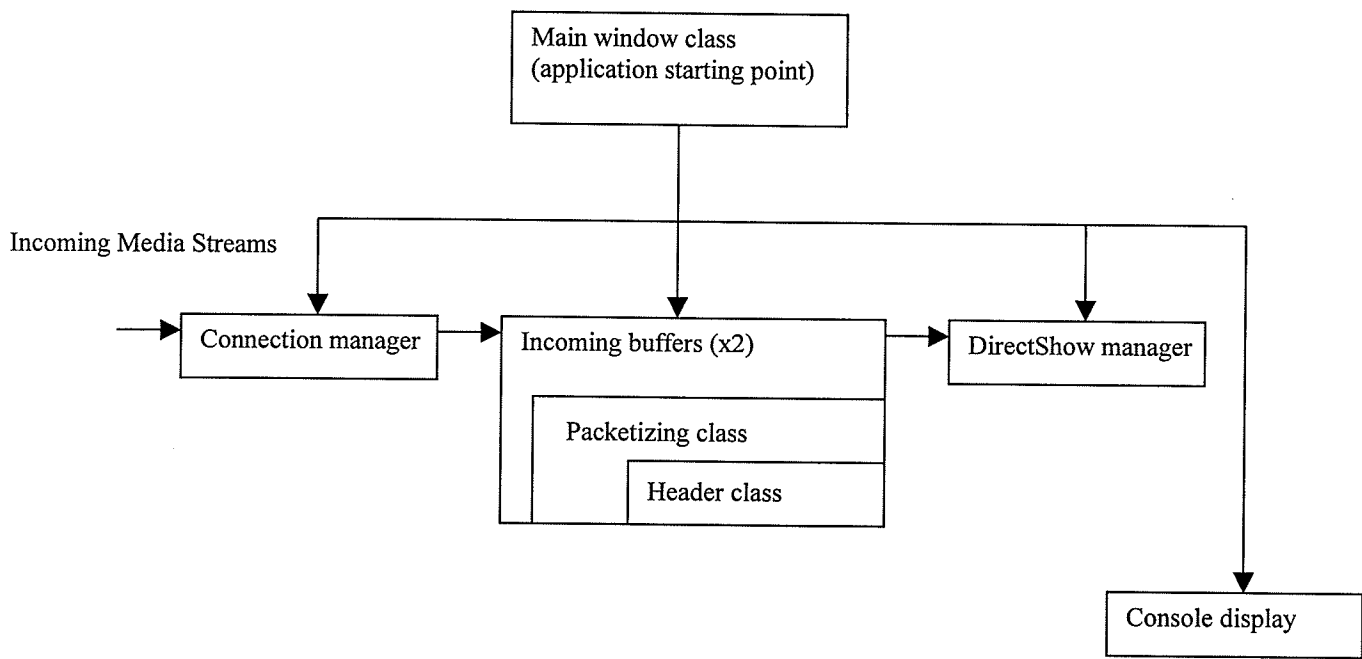 Main window class
(application starting point)
Incoming Media Streams
Connection manager
Incoming buffers (x2)
DirectShow manager
Packetizing class
Header class
Console display